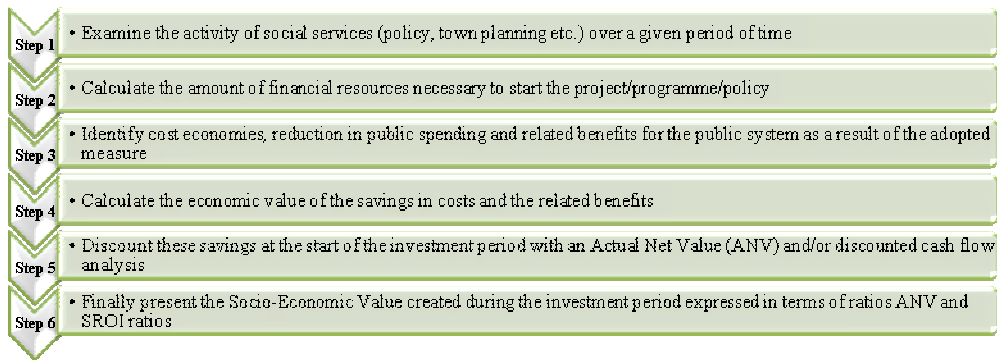 Step 1
• Examine the activity of social services (policy, town planning etc.) over a given period of time
Step 2
• Calculate the amount of financial resources necessary to start the project/programme/policy
Step 3
• Identify cost economies, reduction in public spending and related benefits for the public system as a result of the adopted
measure
Step 4
• Calculate the economic value of the savings in costs and the related benefits
Step 5
• Discount these savings at the start of the investment period with an Actual Net Value (ANV) and/or discounted cash flow
analysis
Step 6
• Finally present the Socio-Economic Value created during the investment period expressed in terms of ratios ANV and
SROI ratios